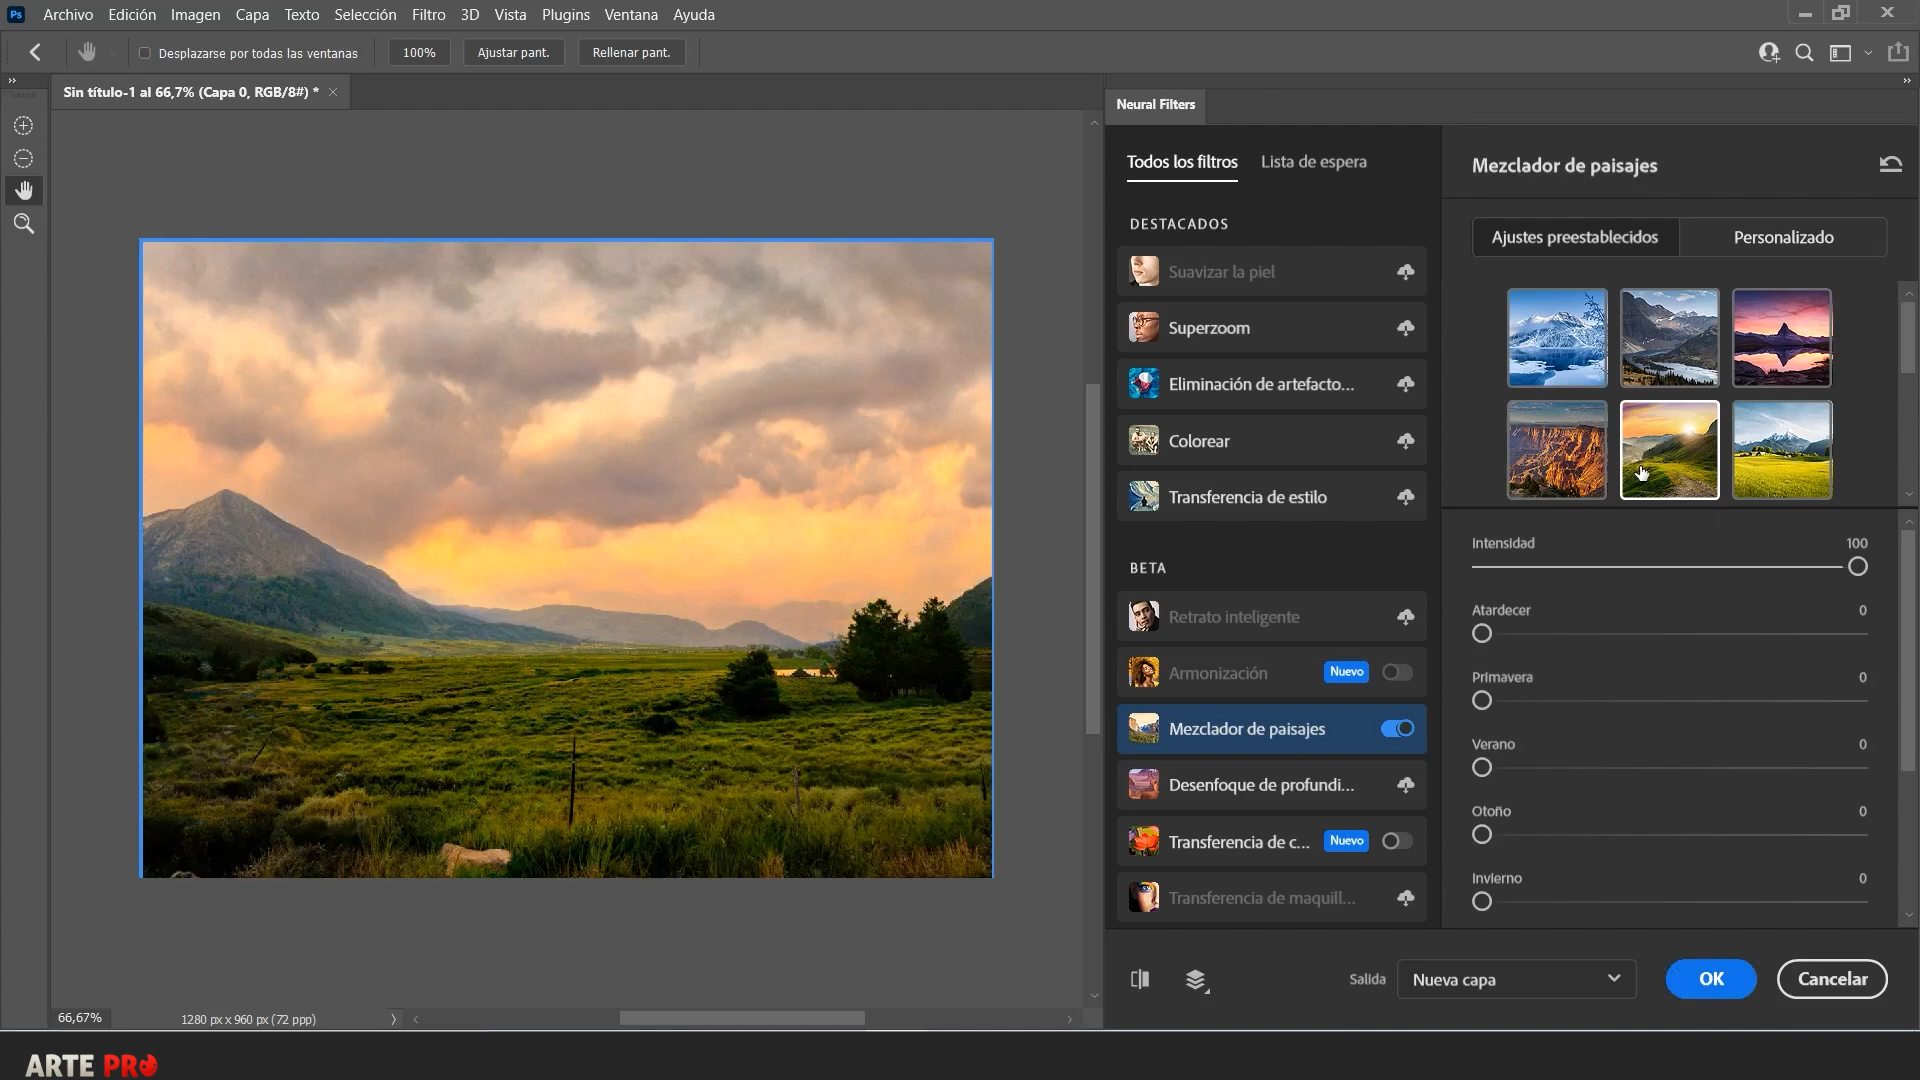 Ps Archivo Edición Imagen Capa Texto Selección Filtro 3D Vista Plugins Ventana Ayuda
Desplazarse por todas las ventanas 100% Ajustar pant. Rellenar pant.
Sin título-1 al 66,7% (Capa 0, RGB/8#) *
Neural Filters
Todos los filtros Lista de espera
DESTACADOS
Suavizar la piel
Superzoom
Eliminación de artefacto...
Colorear
Transferencia de estilo
BETA
Retrato inteligente
Armonización Nuevo
Mezclador de paisajes
Desenfoque de profundi...
Transferencia de c... Nuevo
Transferencia de maquill...
Mezclador de paisajes
Ajustes preestablecidos Personalizado
Intensidad 100
Atardecer 0
Primavera 0
Verano 0
Otoño 0
Invierno 0
Salida Nueva capa OK Cancelar
66,67% 1280 px x 960 px (72 ppp)
ARTE PRO